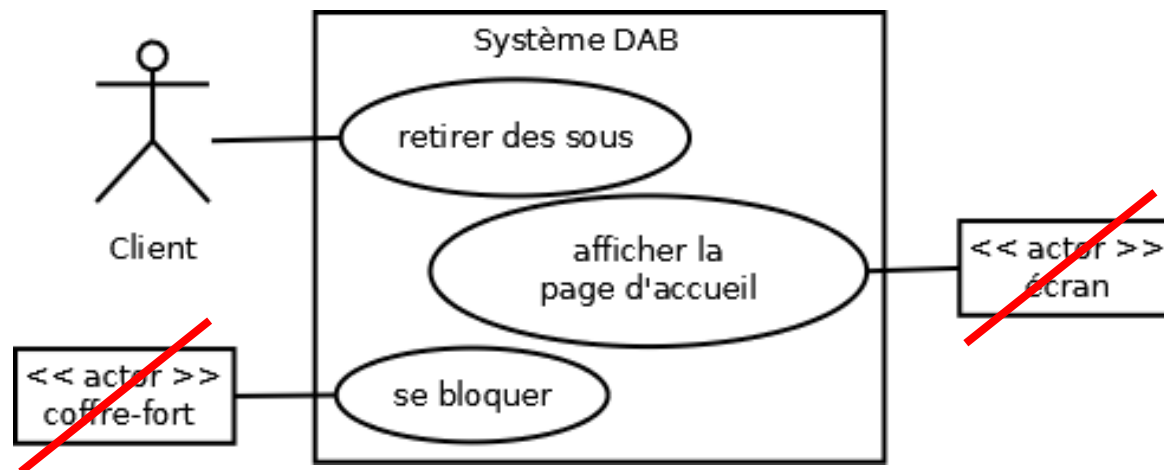 Système DAB
retirer des sous
Client
afficher la
page d'accueil
<< actor >>
écran
<< actor >>
coffre-fort
se bloquer